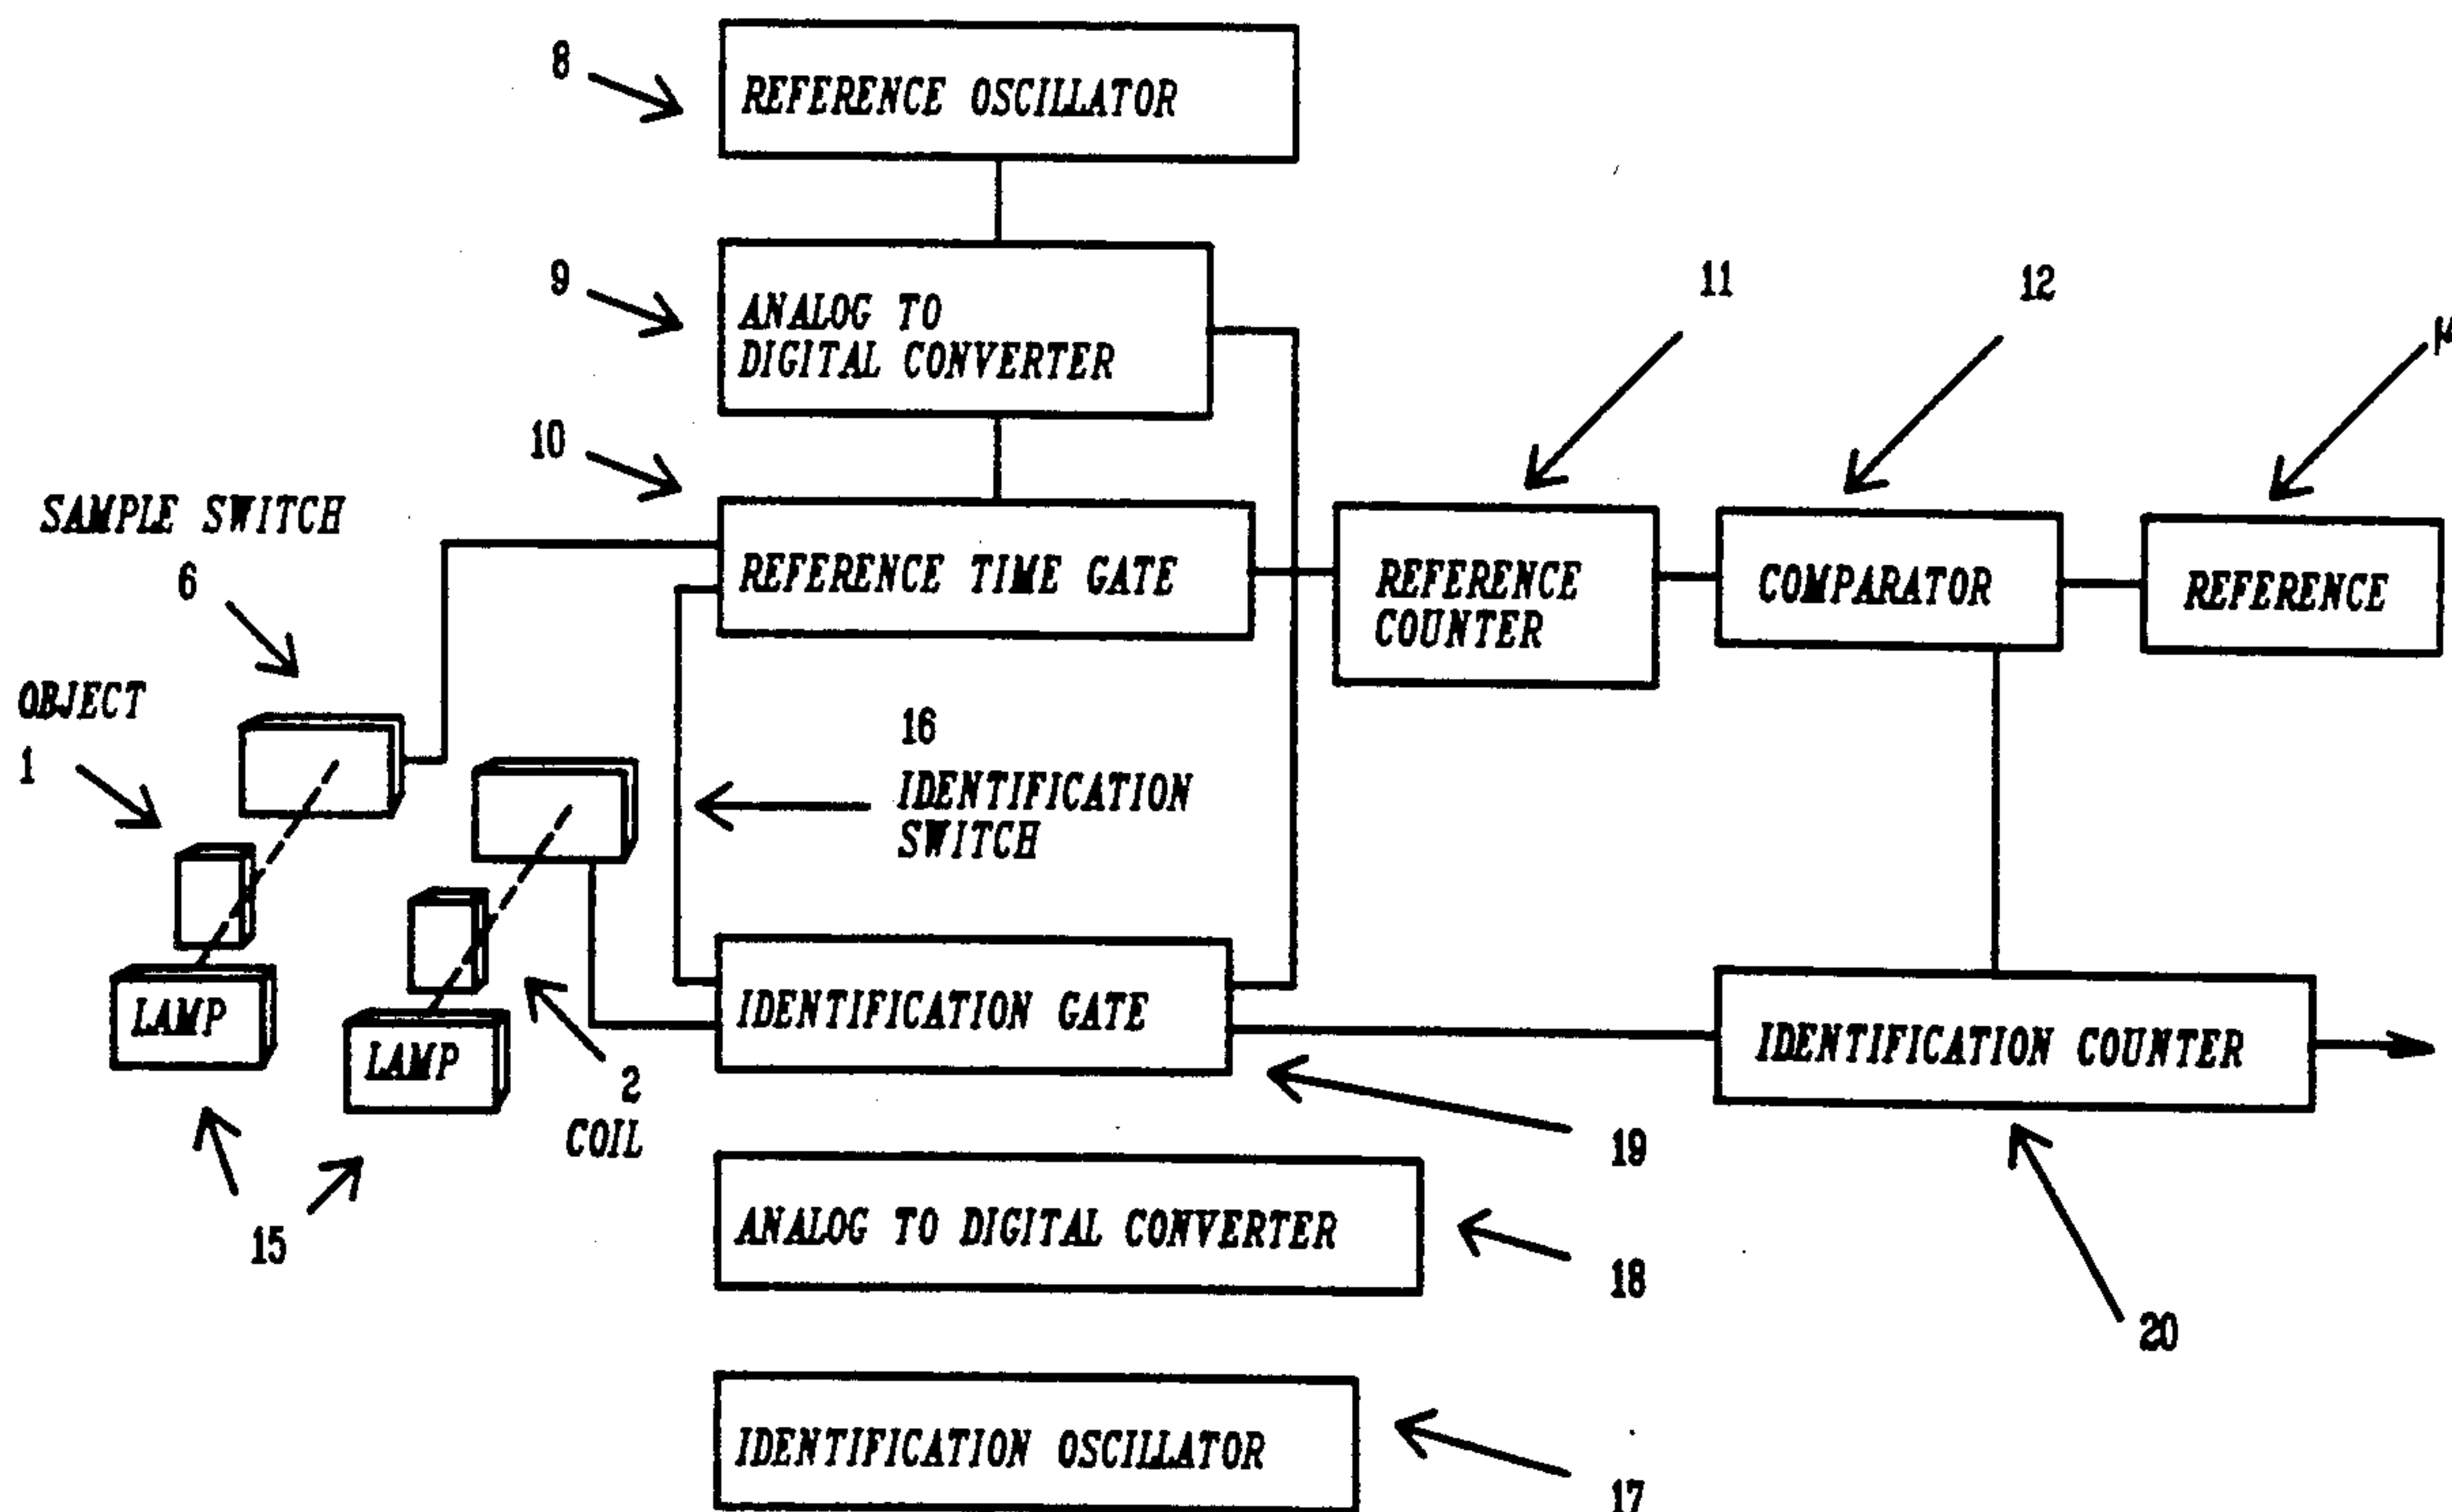 8
REFERENCE OSCILLATOR
9
ANALOG TO
DIGITAL CONVERTER
11
12
10
SAMPLE SWITCH
6
REFERENCE TIME GATE
REFERENCE
COUNTER
COMPARATOR
REFERENCE
OBJECT
1
16
IDENTIFICATION
SWITCH
LAMP
LAMP
2
COIL
IDENTIFICATION GATE
IDENTIFICATION COUNTER
19
15
ANALOG TO DIGITAL CONVERTER
18
20
IDENTIFICATION OSCILLATOR
17